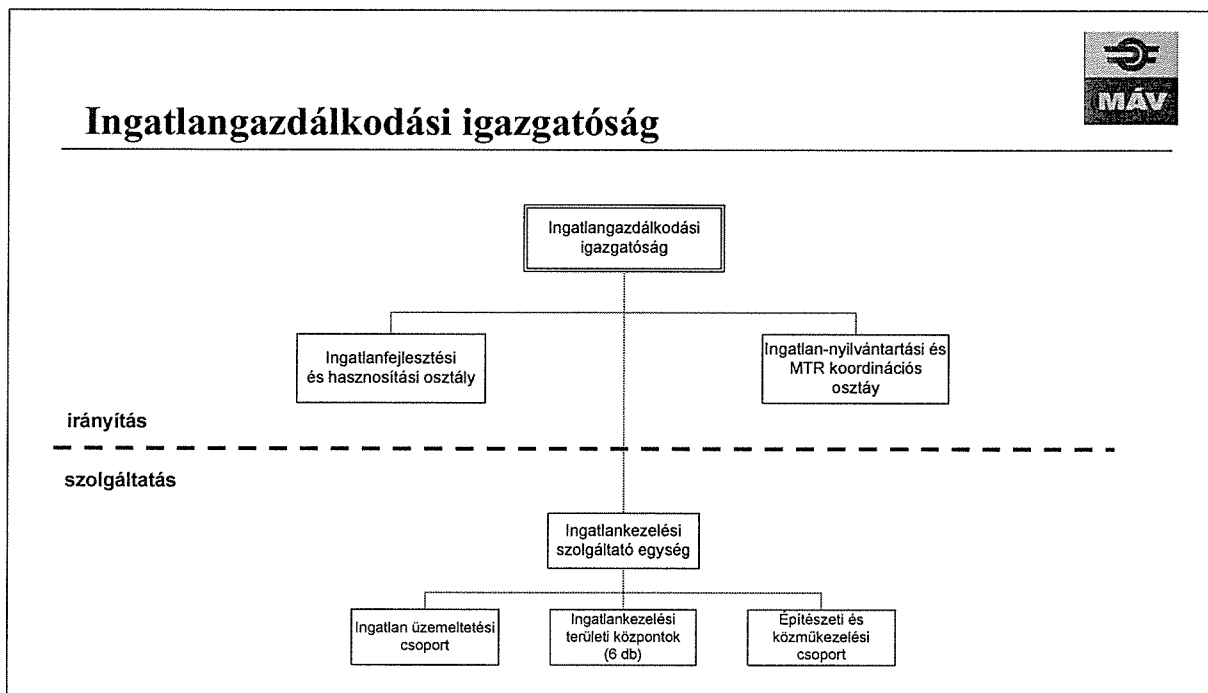 MÁV
Ingatlangazdálkodási igazgatóság
Ingatlangazdálkodási
igazgatóság
Ingatlanfejlesztési
és hasznosítási osztály
Ingatlan-nyilvántartási és
MTR koordinációs
osztáy
irányítás
szolgáltatás
Ingatlankezelési
szolgáltató egység
Ingatlan üzemeltetési
csoport
Ingatlankezelési
területi központok
(6 db)
Építészeti és
közműkezelési
csoport